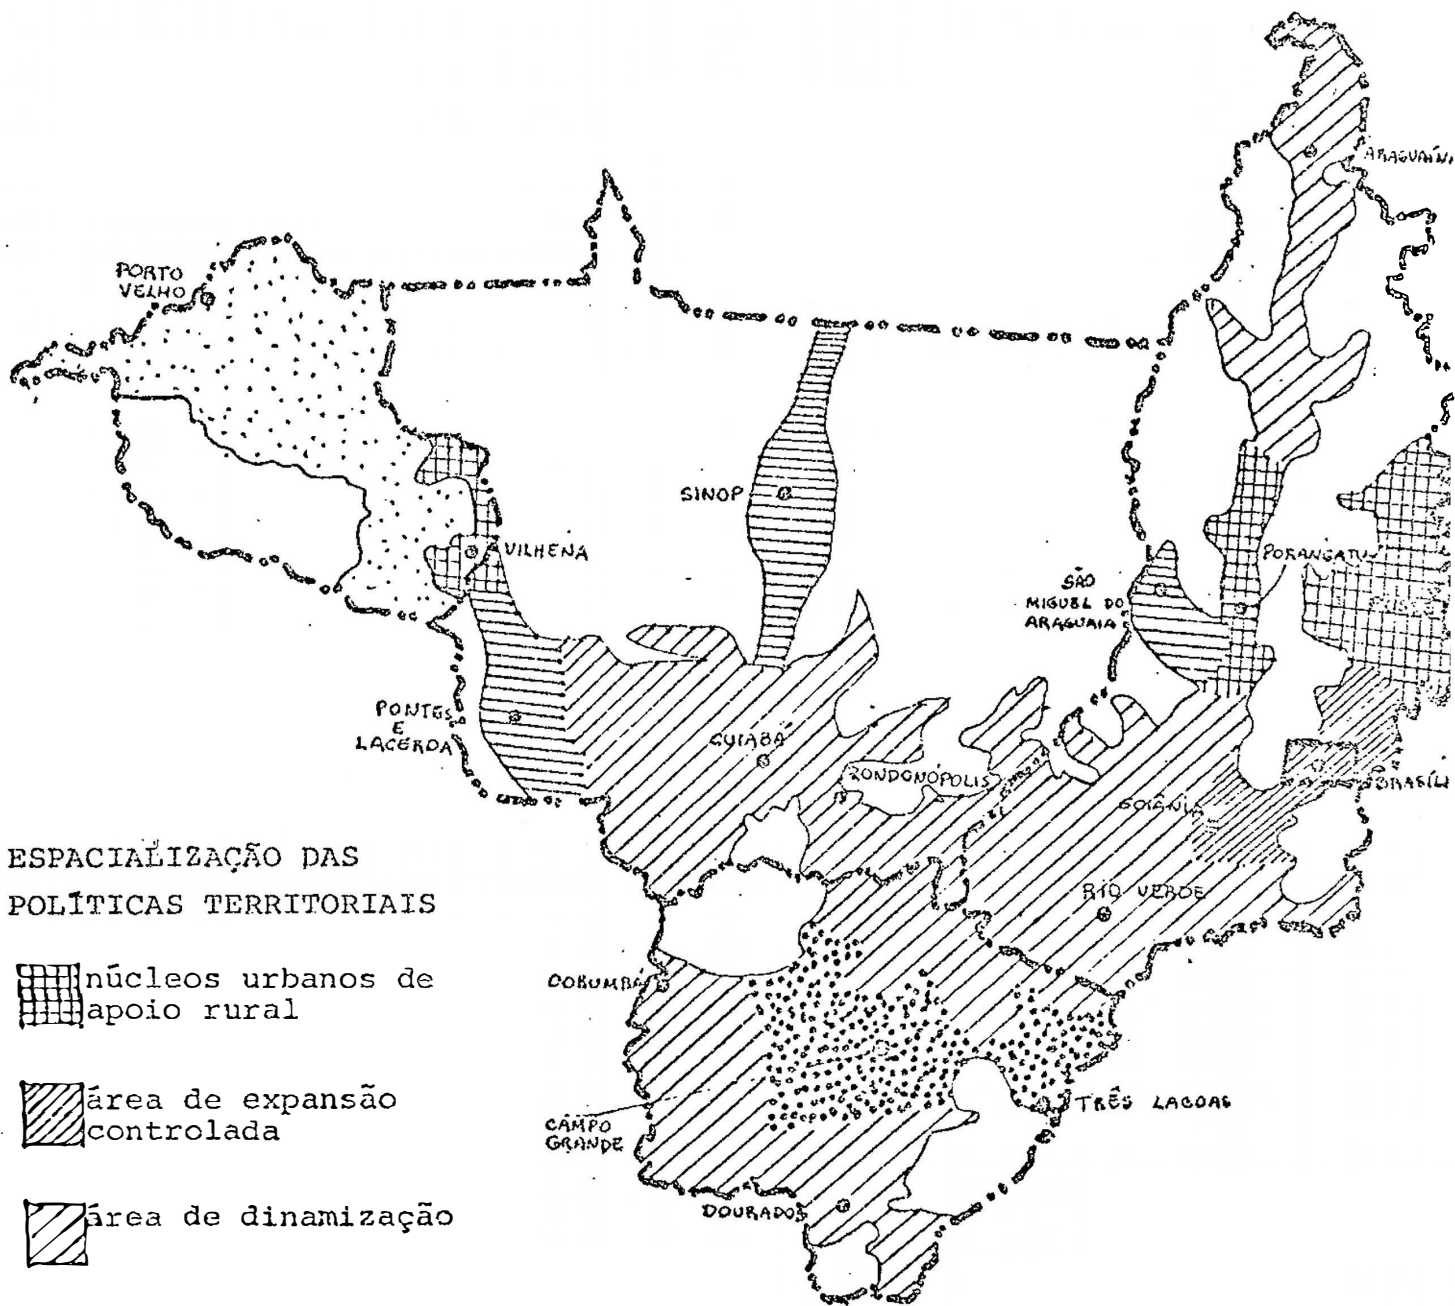 ARAGUAÍN
PORTO
VELHO
SINOP
VILHENA
PORANGATU
SÃO
MIGUEL DO
ARAGUAIA
PONTES
E
LACERDA
CUIABÁ
RONDONÓPOLIS
BRASÍLI
GOIÂNIA
RIO VERDE
CORUMBÁ
TRÊS LAGOAS
CAMPO
GRANDE
DOURADOS
ESPACIALIZAÇÃO DAS
POLÍTICAS TERRITORIAIS
núcleos urbanos de
apoio rural
área de expansão
controlada
área de dinamização